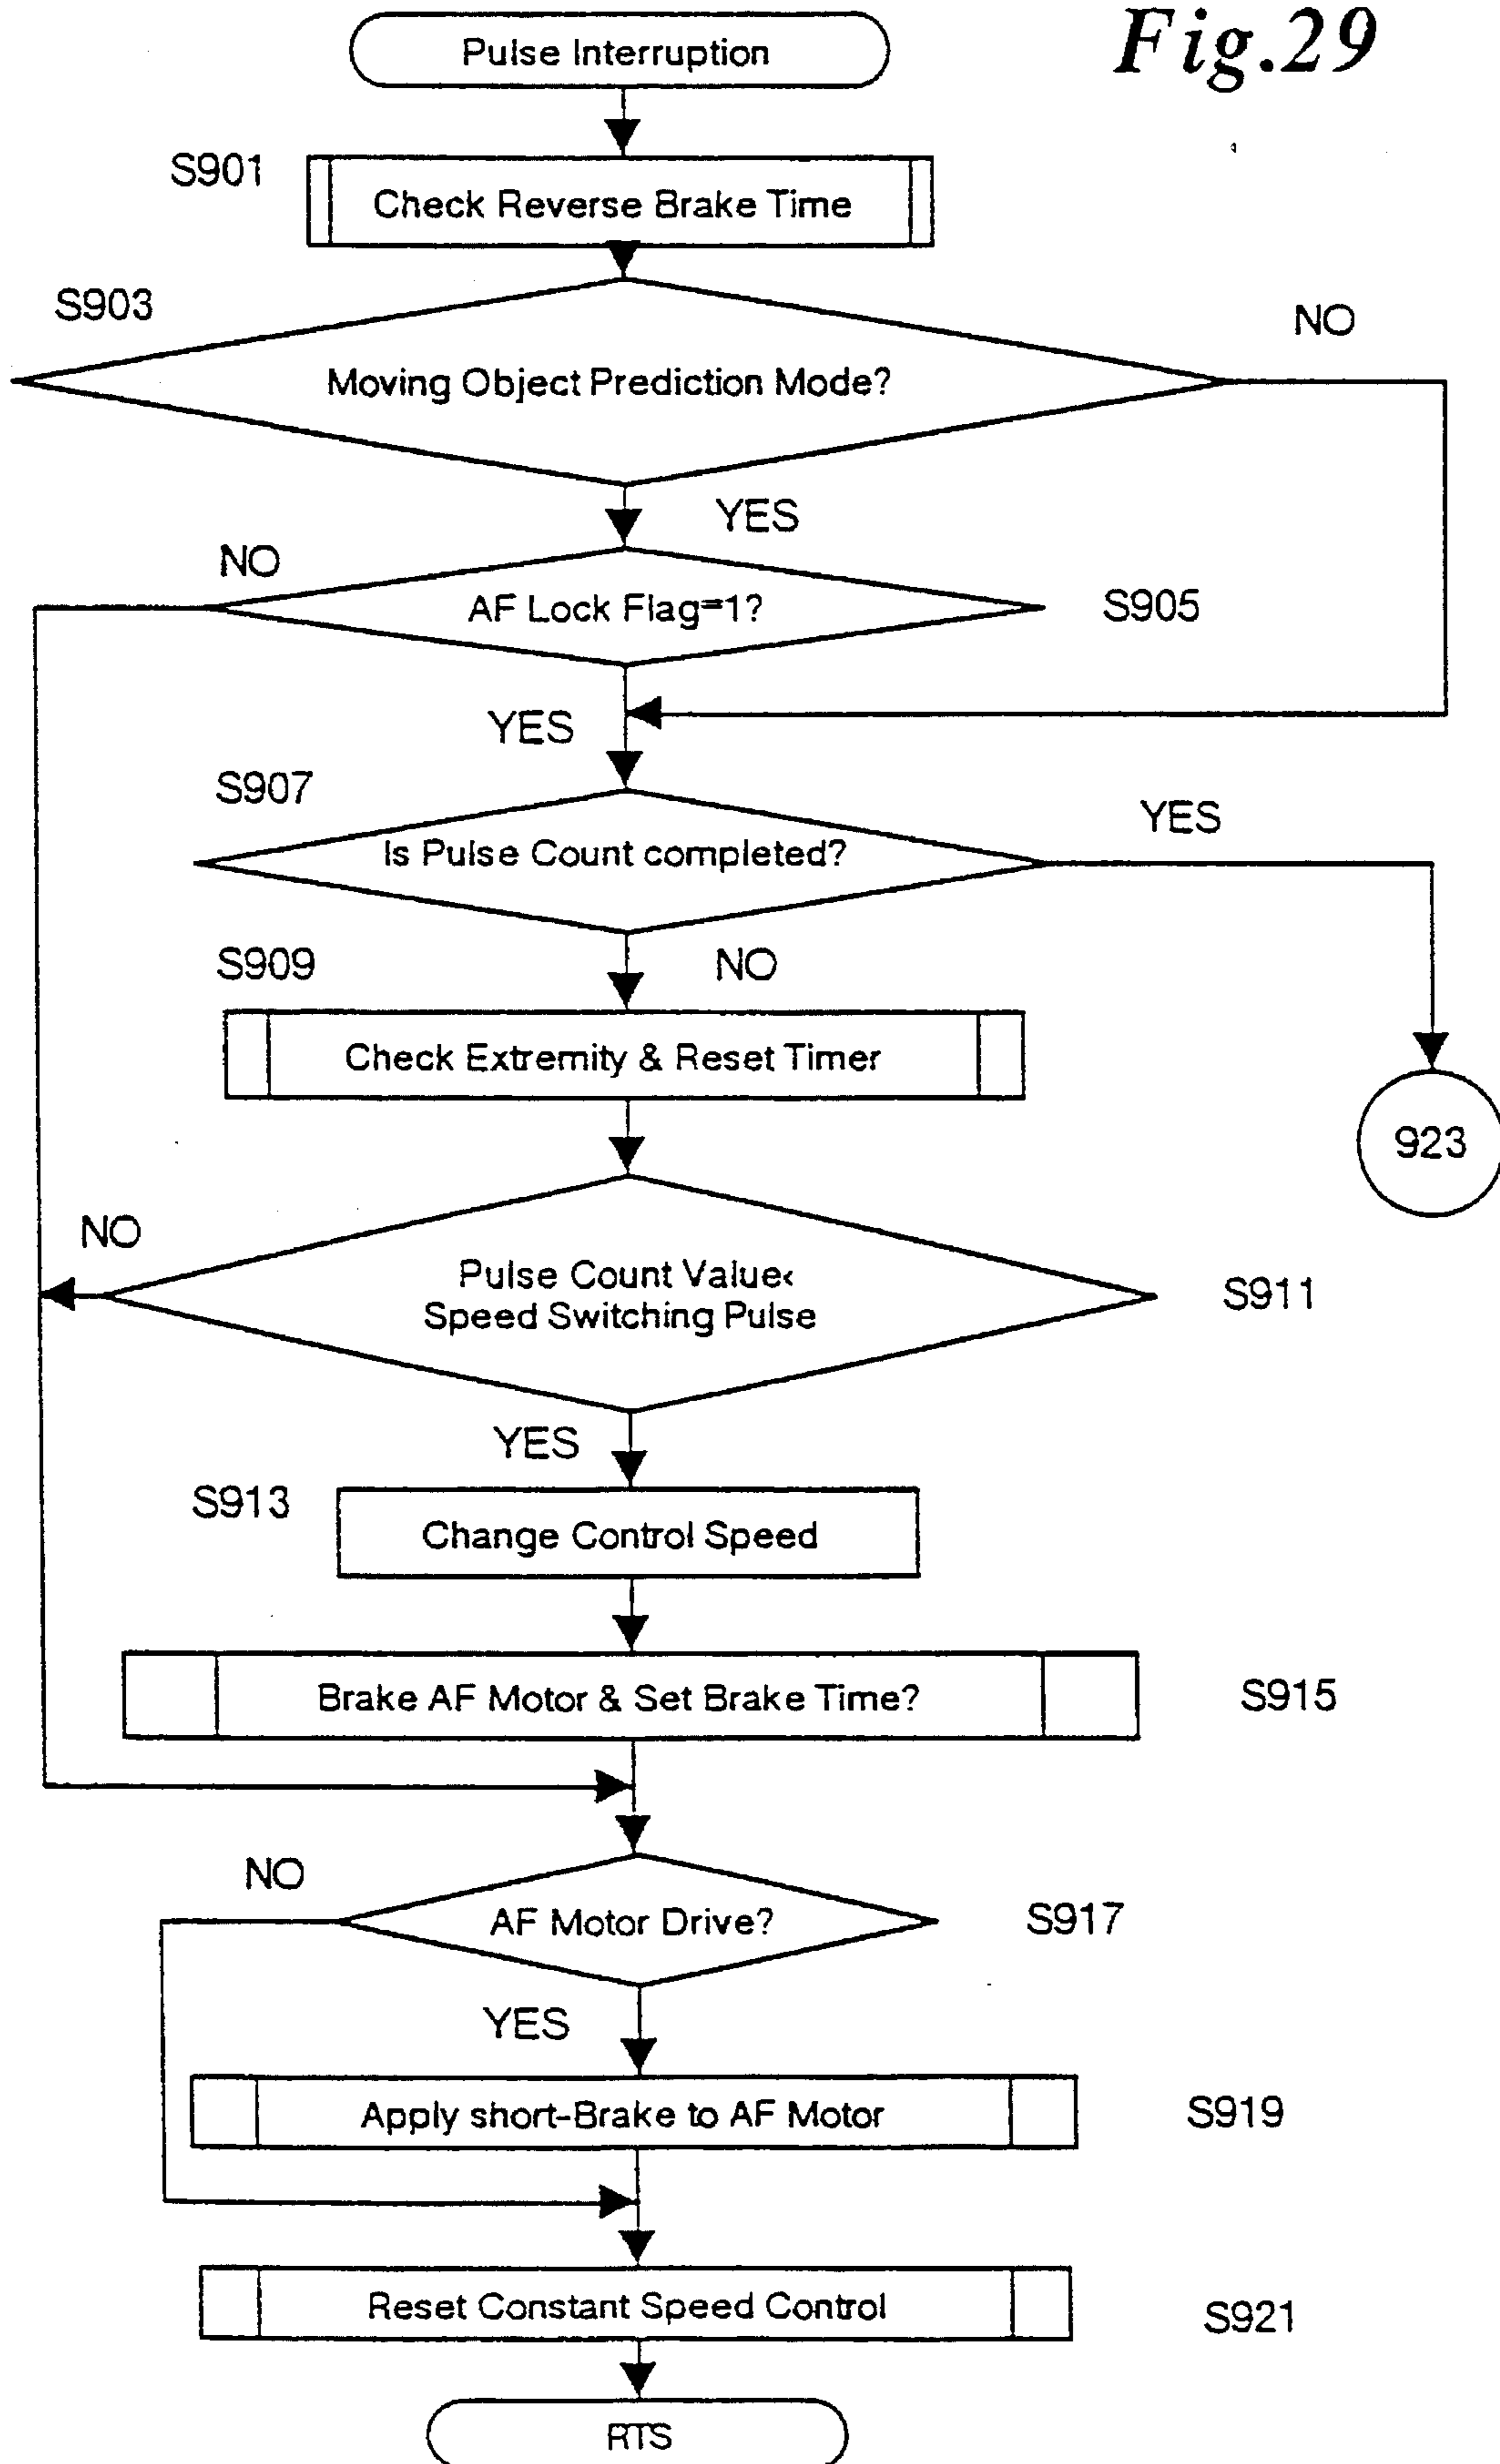 Fig.29
Pulse Interruption
S901
Check Reverse Brake Time
S903
NO
Moving Object Prediction Mode?
YES
NO
AF Lock Flag=1?
S905
YES
S907
YES
Is Pulse Count completed?
S909
NO
Check Extremity & Reset Timer
923
NO
Pulse Count Value<
Speed Switching Pulse
S911
YES
S913
Change Control Speed
Brake AF Motor & Set Brake Time?
S915
NO
AF Motor Drive?
S917
YES
Apply short-Brake to AF Motor
S919
Reset Constant Speed Control
S921
RTS